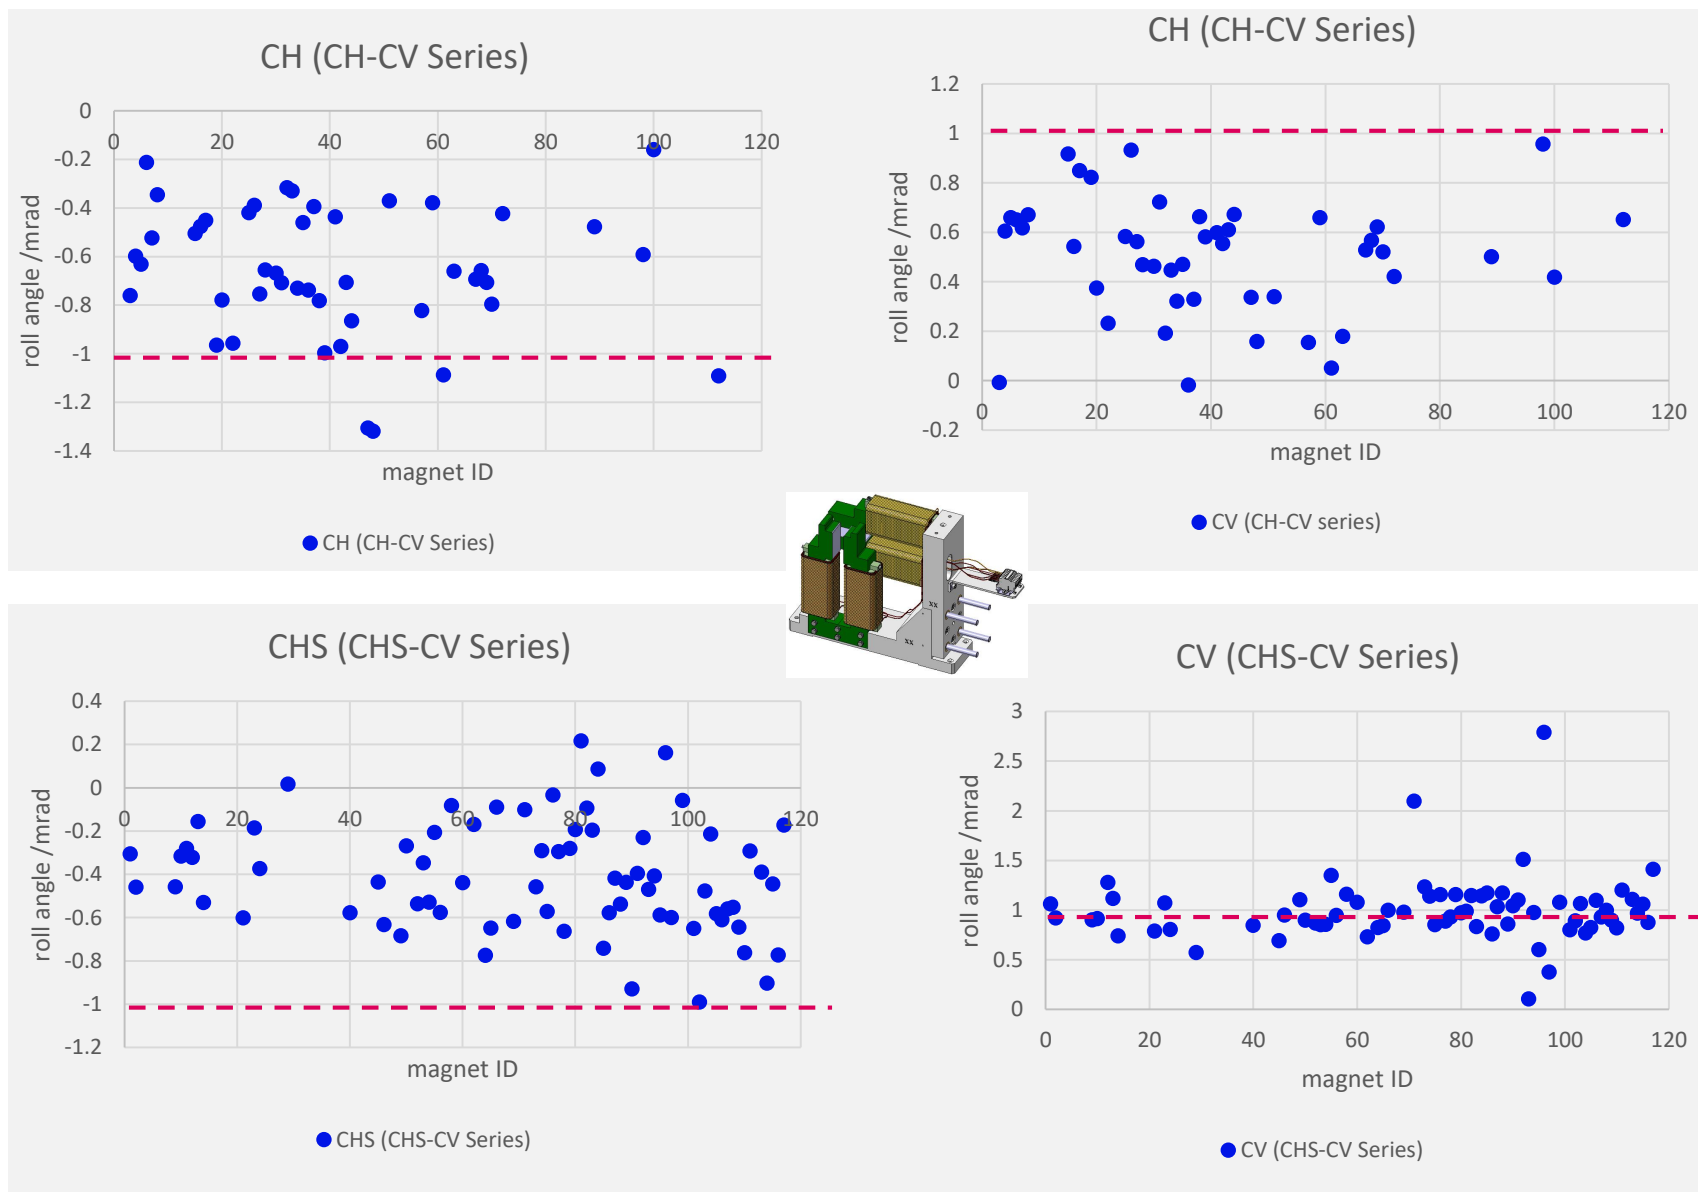 CH (CH-CV Series)
0
-0.2
-0.4
-0.6
-0.8
-1
-1.2
-1.4
0 20 40 60 80 100 120
roll angle /mrad
magnet ID
CH (CH-CV Series)
CH (CH-CV Series)
1.2
1
0.8
0.6
0.4
0.2
0
-0.2
0 20 40 60 80 100 120
roll angle /mrad
magnet ID
CV (CH-CV series)
xx
xx
CHS (CHS-CV Series)
0.4
0.2
0
-0.2
-0.4
-0.6
-0.8
-1
-1.2
0 20 40 60 80 100 120
roll angle /mrad
magnet ID
CHS (CHS-CV Series)
CV (CHS-CV Series)
3
2.5
2
1.5
1
0.5
0
0 20 40 60 80 100 120
roll angle /mrad
magnet ID
CV (CHS-CV Series)